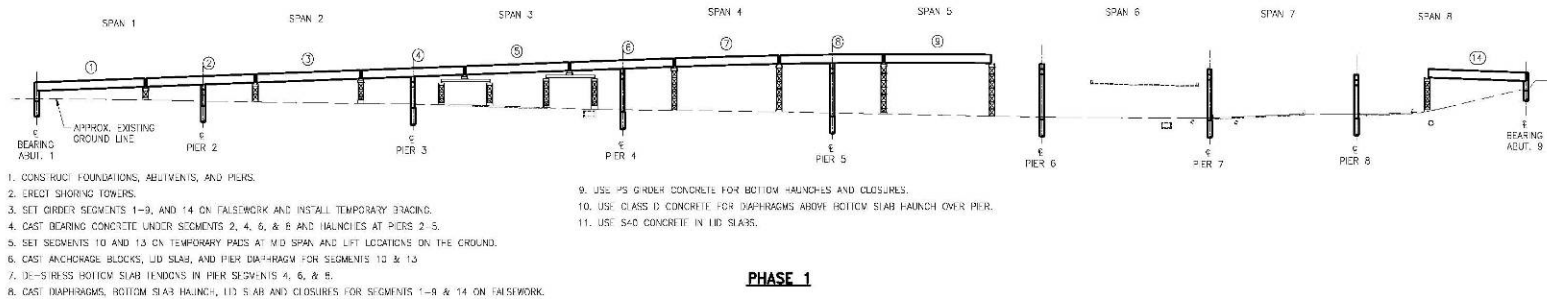 SPAN 1 SPAN 2 SPAN 3 SPAN 4 SPAN 5 SPAN 6 SPAN 7 SPAN 8
1 2 3 4 5 6 7 8 9 14
APPROX. EXISTING
GROUND LINE
℄
BEARING
ABUT. 1
℄
PIER 2
℄
PIER 3
℄
PIER 4
℄
PIER 5
℄
PIER 6
℄
PIER 7
℄
PIER 8
℄
BEARING
ABUT. 9
1. CONSTRUCT FOUNDATIONS, ABUTMENTS, AND PIERS.
2. ERECT SHORING TOWERS.
3. SET GIRDER SEGMENTS 1-9, AND 14 ON FALSEWORK AND INSTALL TEMPORARY BRACING.
4. CAST BEARING CONCRETE UNDER SEGMENTS 2, 4, 6, & 8 AND HAUNCHES AT PIERS 2-5.
5. SET SEGMENTS 10 AND 13 ON TEMPORARY PADS AT MID SPAN AND LIFT LOCATIONS ON THE GROUND.
6. CAST ANCHORAGE BLOCKS, LID SLAB, AND PIER DIAPHRAGM FOR SEGMENTS 10 & 13
7. DE-STRESS BOTTOM SLAB TENDONS IN PIER SEGMENTS 4, 6, & 8.
8. CAST DIAPHRAGMS, BOTTOM SLAB HAUNCH, LID SLAB AND CLOSURES FOR SEGMENTS 1-9 & 14 ON FALSEWORK.
9. USE PS GIRDER CONCRETE FOR BOTTOM HAUNCHES AND CLOSURES.
10. USE CLASS D CONCRETE FOR DIAPHRAGMS ABOVE BOTTOM SLAB HAUNCH OVER PIER.
11. USE S40 CONCRETE IN LID SLABS.
PHASE 1